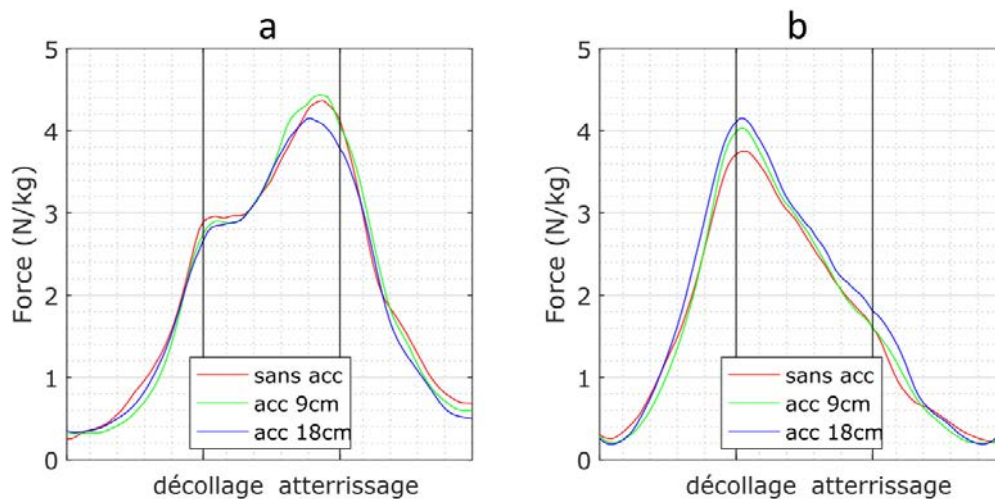 a
5
4
3
2
1
0
Force (N/kg)
sans acc
acc 9cm
acc 18cm
décollage atterrissage
b
5
4
3
2
1
0
Force (N/kg)
sans acc
acc 9cm
acc 18cm
décollage atterrissage